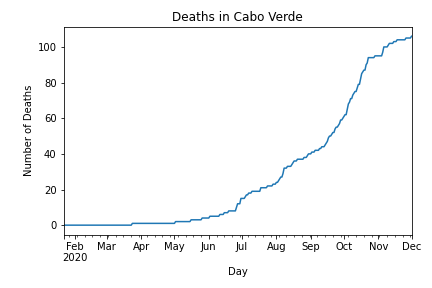 Deaths in Cabo Verde
Number of Deaths
100
80
60
40
20
0
Feb Mar Apr May Jun Jul Aug Sep Oct Nov Dec
2020
Day